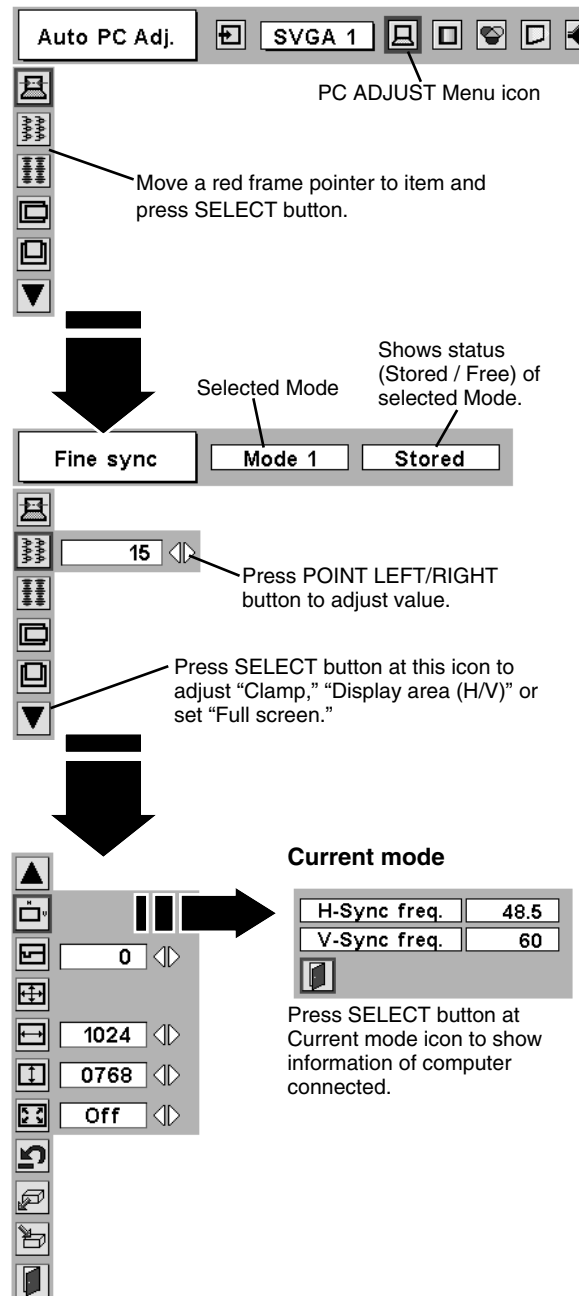 Auto PC Adj.
SVGA 1
PC ADJUST Menu icon
Move a red frame pointer to item and
press SELECT button.
Shows status
(Stored / Free) of
selected Mode.
Selected Mode
Fine sync
Mode 1
Stored
15
Press POINT LEFT/RIGHT
button to adjust value.
Press SELECT button at this icon to
adjust “Clamp,” “Display area (H/V)” or
set “Full screen.”
Current mode
H-Sync freq. 48.5
V-Sync freq. 60
Press SELECT button at
Current mode icon to show
information of computer
connected.
H
V
0
1024
0768
Off